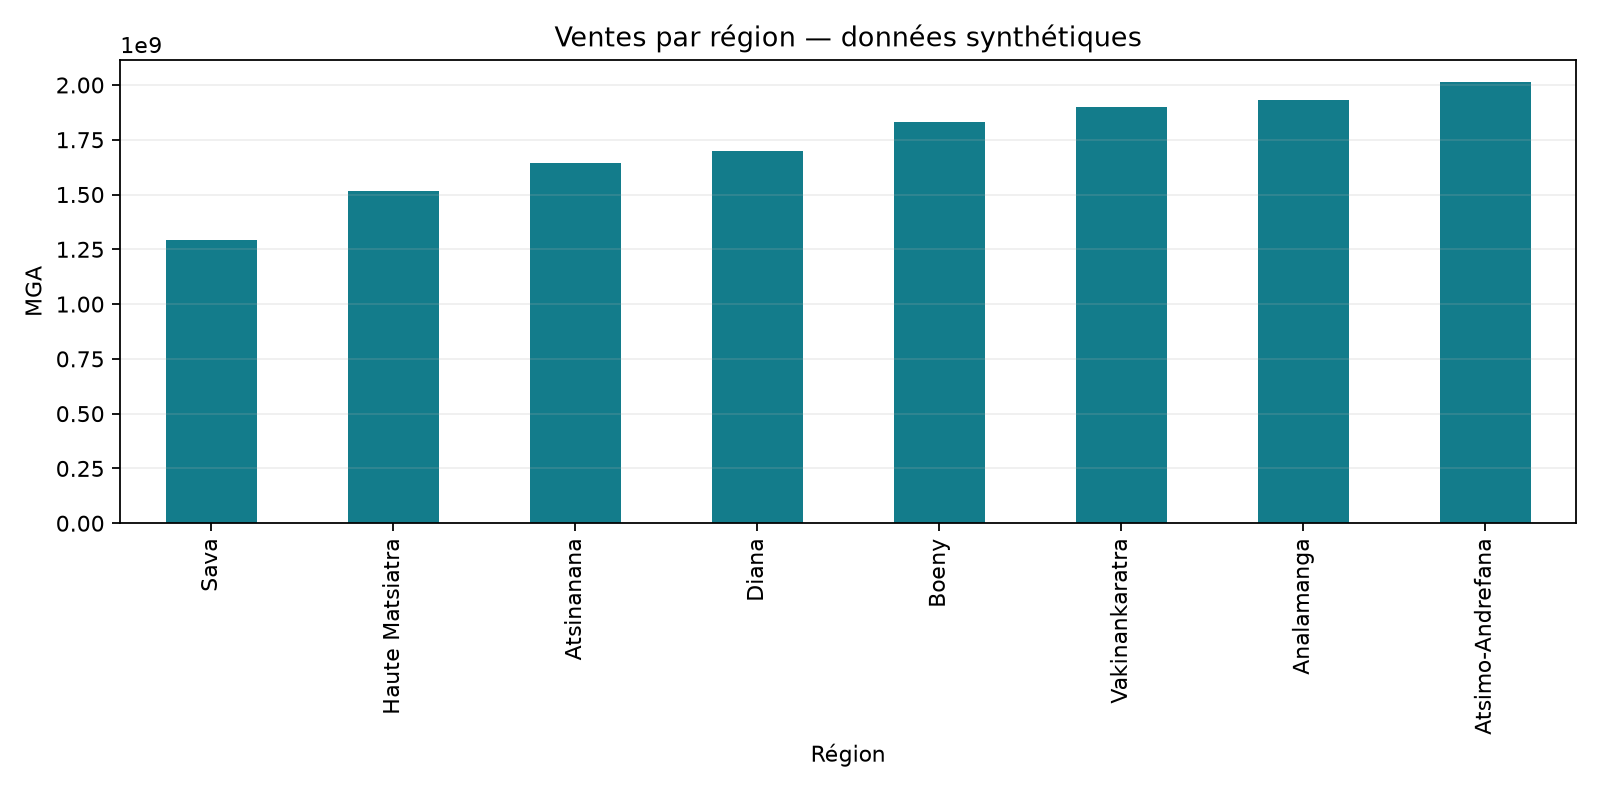 Ventes par région — données synthétiques
1e9
2.00
1.75
1.50
1.25
1.00
0.75
0.50
0.25
0.00
MGA
Sava
Haute Matsiatra
Atsinanana
Diana
Boeny
Vakinankaratra
Analamanga
Atsimo-Andrefana
Région